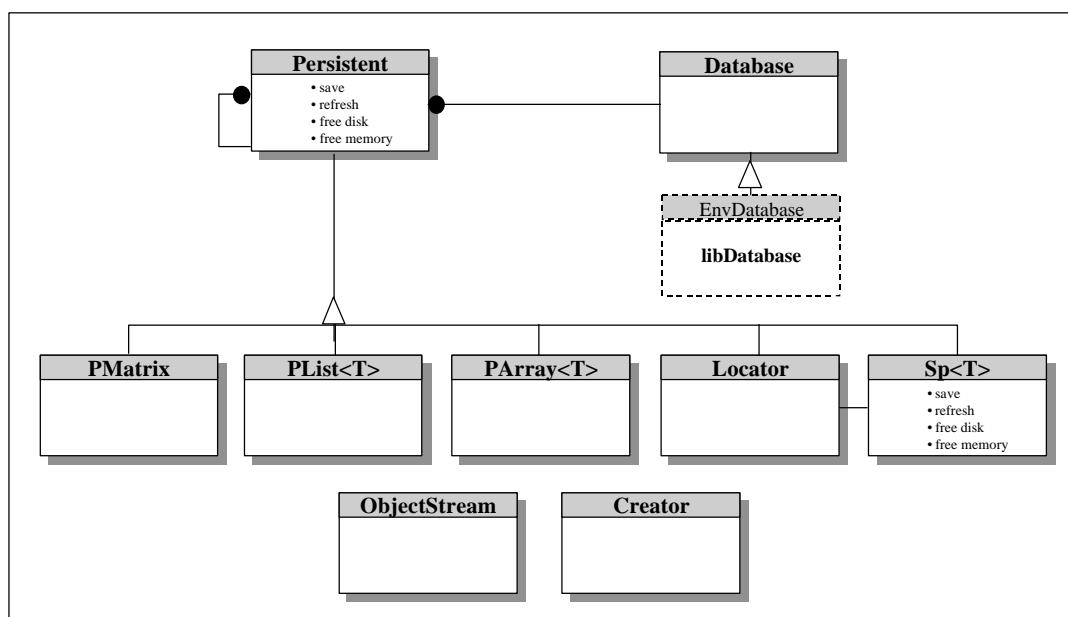 Persistent
• save
• refresh
• free disk
• free memory
Database
EnvDatabase
libDatabase
PMatrix
PList<T>
PArray<T>
Locator
Sp<T>
• save
• refresh
• free disk
• free memory
ObjectStream
Creator